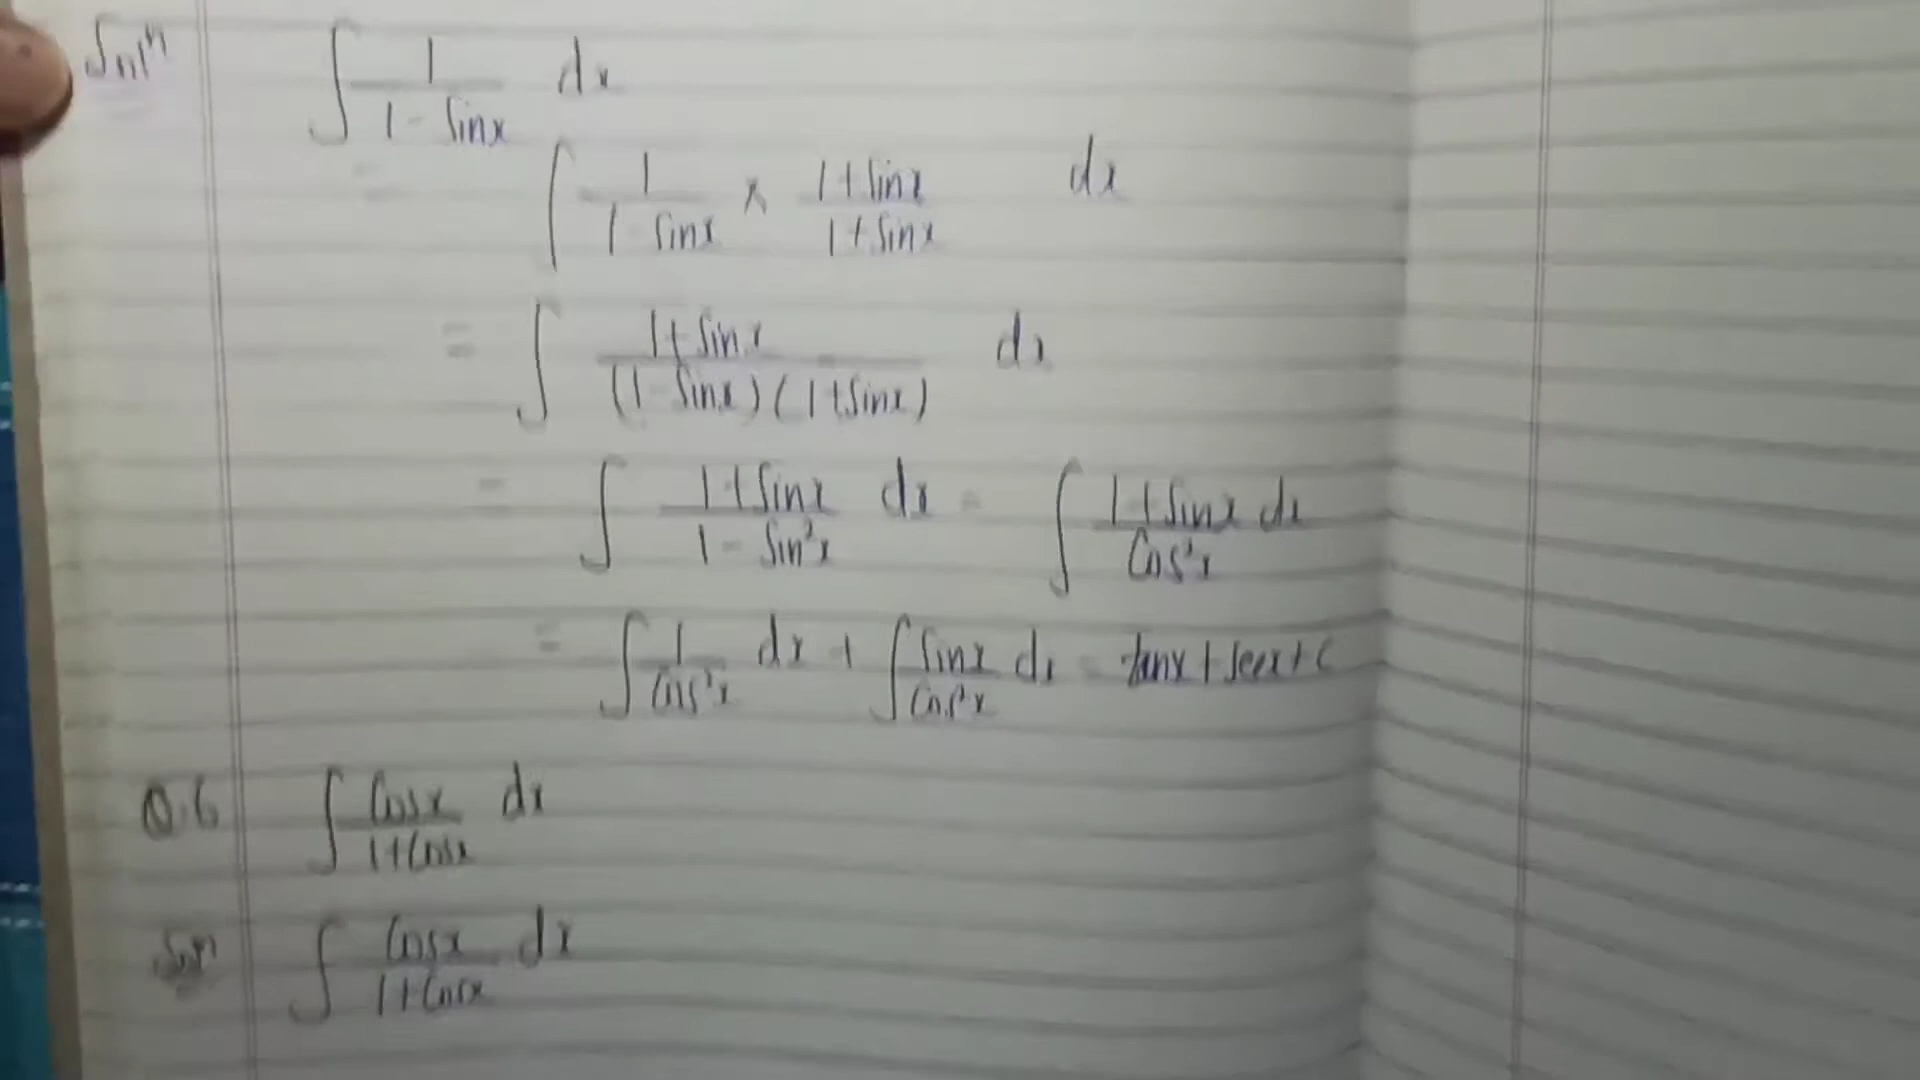 Solⁿ ∫ 1/(1 - Sinx) dx
= ∫ 1/(1 - Sinx) × (1+Sinx)/(1+Sinx) dx
= ∫ (1+Sinx)/((1-Sinx)(1+Sinx)) dx
= ∫ (1+Sinx)/(1 - Sin²x) dx = ∫ (1+Sinx)/(Cos²x) dx
= ∫ 1/(Cos²x) dx + ∫ Sinx/(Cos²x) dx = tanx + secx + c
Q.6 ∫ Cosx/(1+Cosx) dx
Solⁿ ∫ Cosx/(1+Cosx) dx